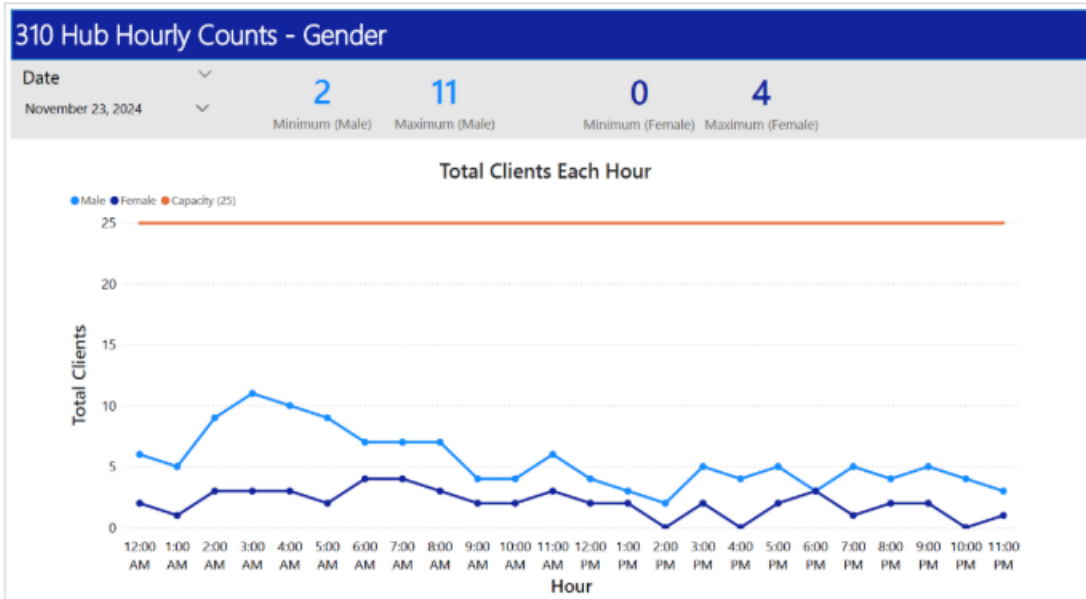 310 Hub Hourly Counts - Gender
Date
November 23, 2024
2
Minimum (Male)
11
Maximum (Male)
0
Minimum (Female)
4
Maximum (Female)
Total Clients Each Hour
Male Female Capacity (25)
25
20
15
10
5
0
Total Clients
12:00 AM
1:00 AM
2:00 AM
3:00 AM
4:00 AM
5:00 AM
6:00 AM
7:00 AM
8:00 AM
9:00 AM
10:00 AM
11:00 AM
12:00 PM
1:00 PM
2:00 PM
3:00 PM
4:00 PM
5:00 PM
6:00 PM
7:00 PM
8:00 PM
9:00 PM
10:00 PM
11:00 PM
Hour